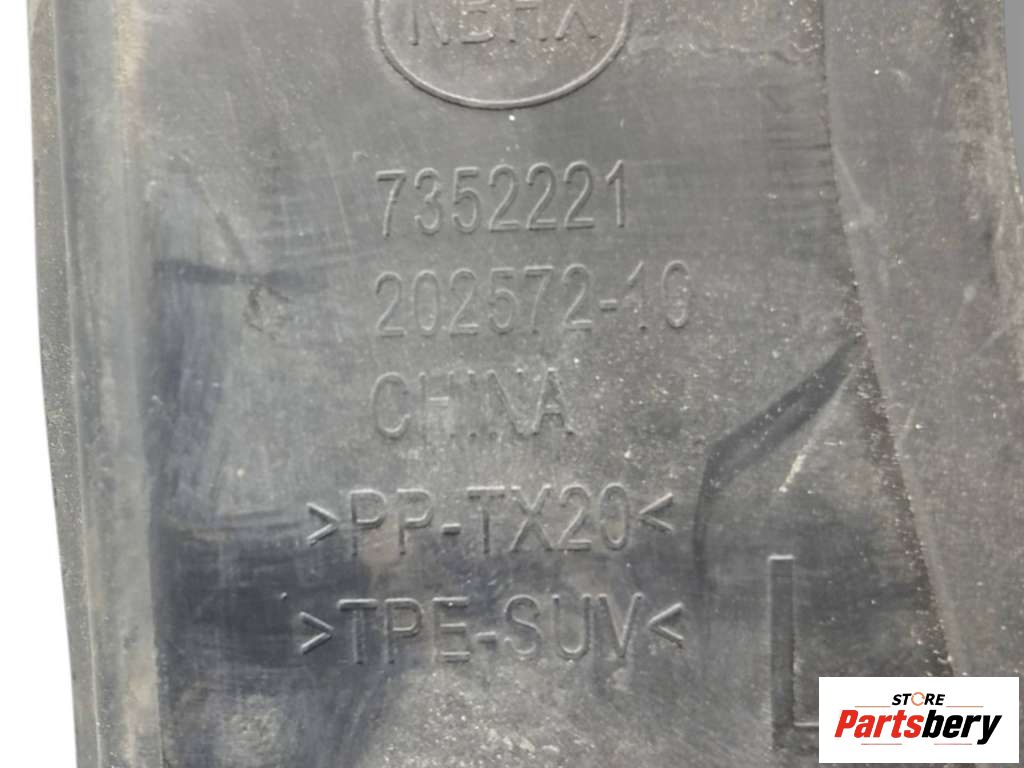 7352221
202572-10
CHINA
>PP-TX20<
>TPE-SUV<
L
STORE
Partsbery